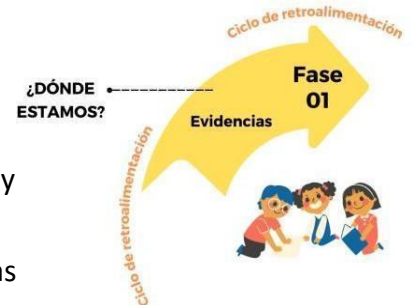 Ciclo de retroalimentación
Fase
01
¿DÓNDE
ESTAMOS?
Evidencias
Ciclo de retroalimentación
y